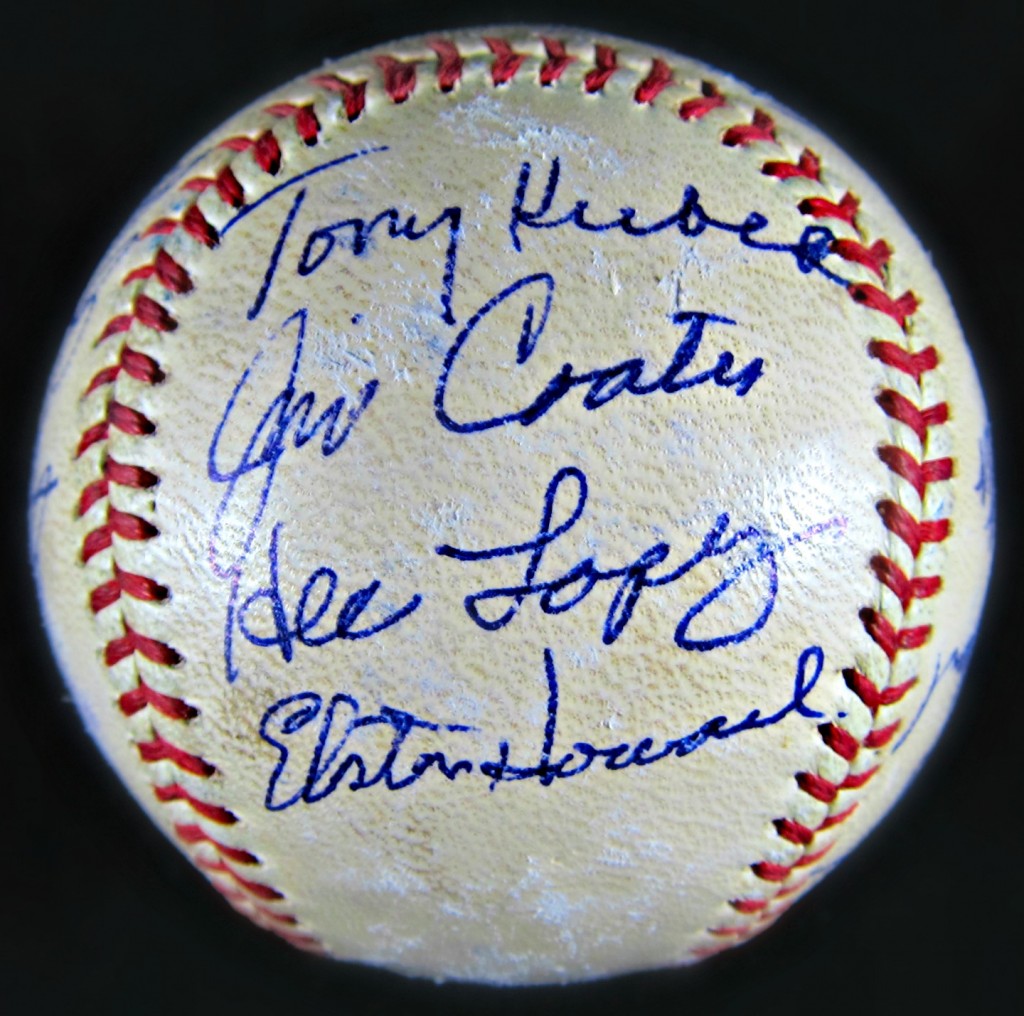 Tony Kubek
Jim Coates
Hec Lopez
Elston Howard